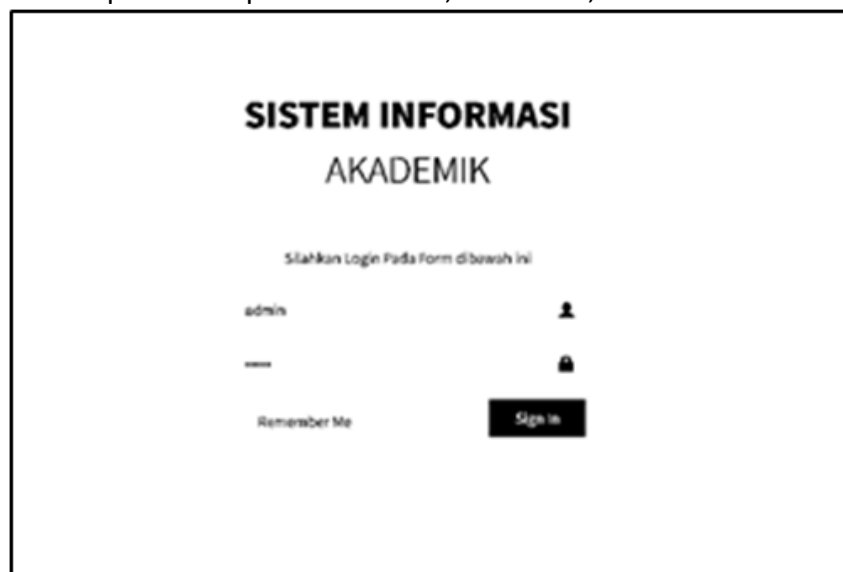 SISTEM INFORMASI
AKADEMIK
Silahkan Login Pada Form dibawah ini
admin
•••••
Remember Me
Sign In